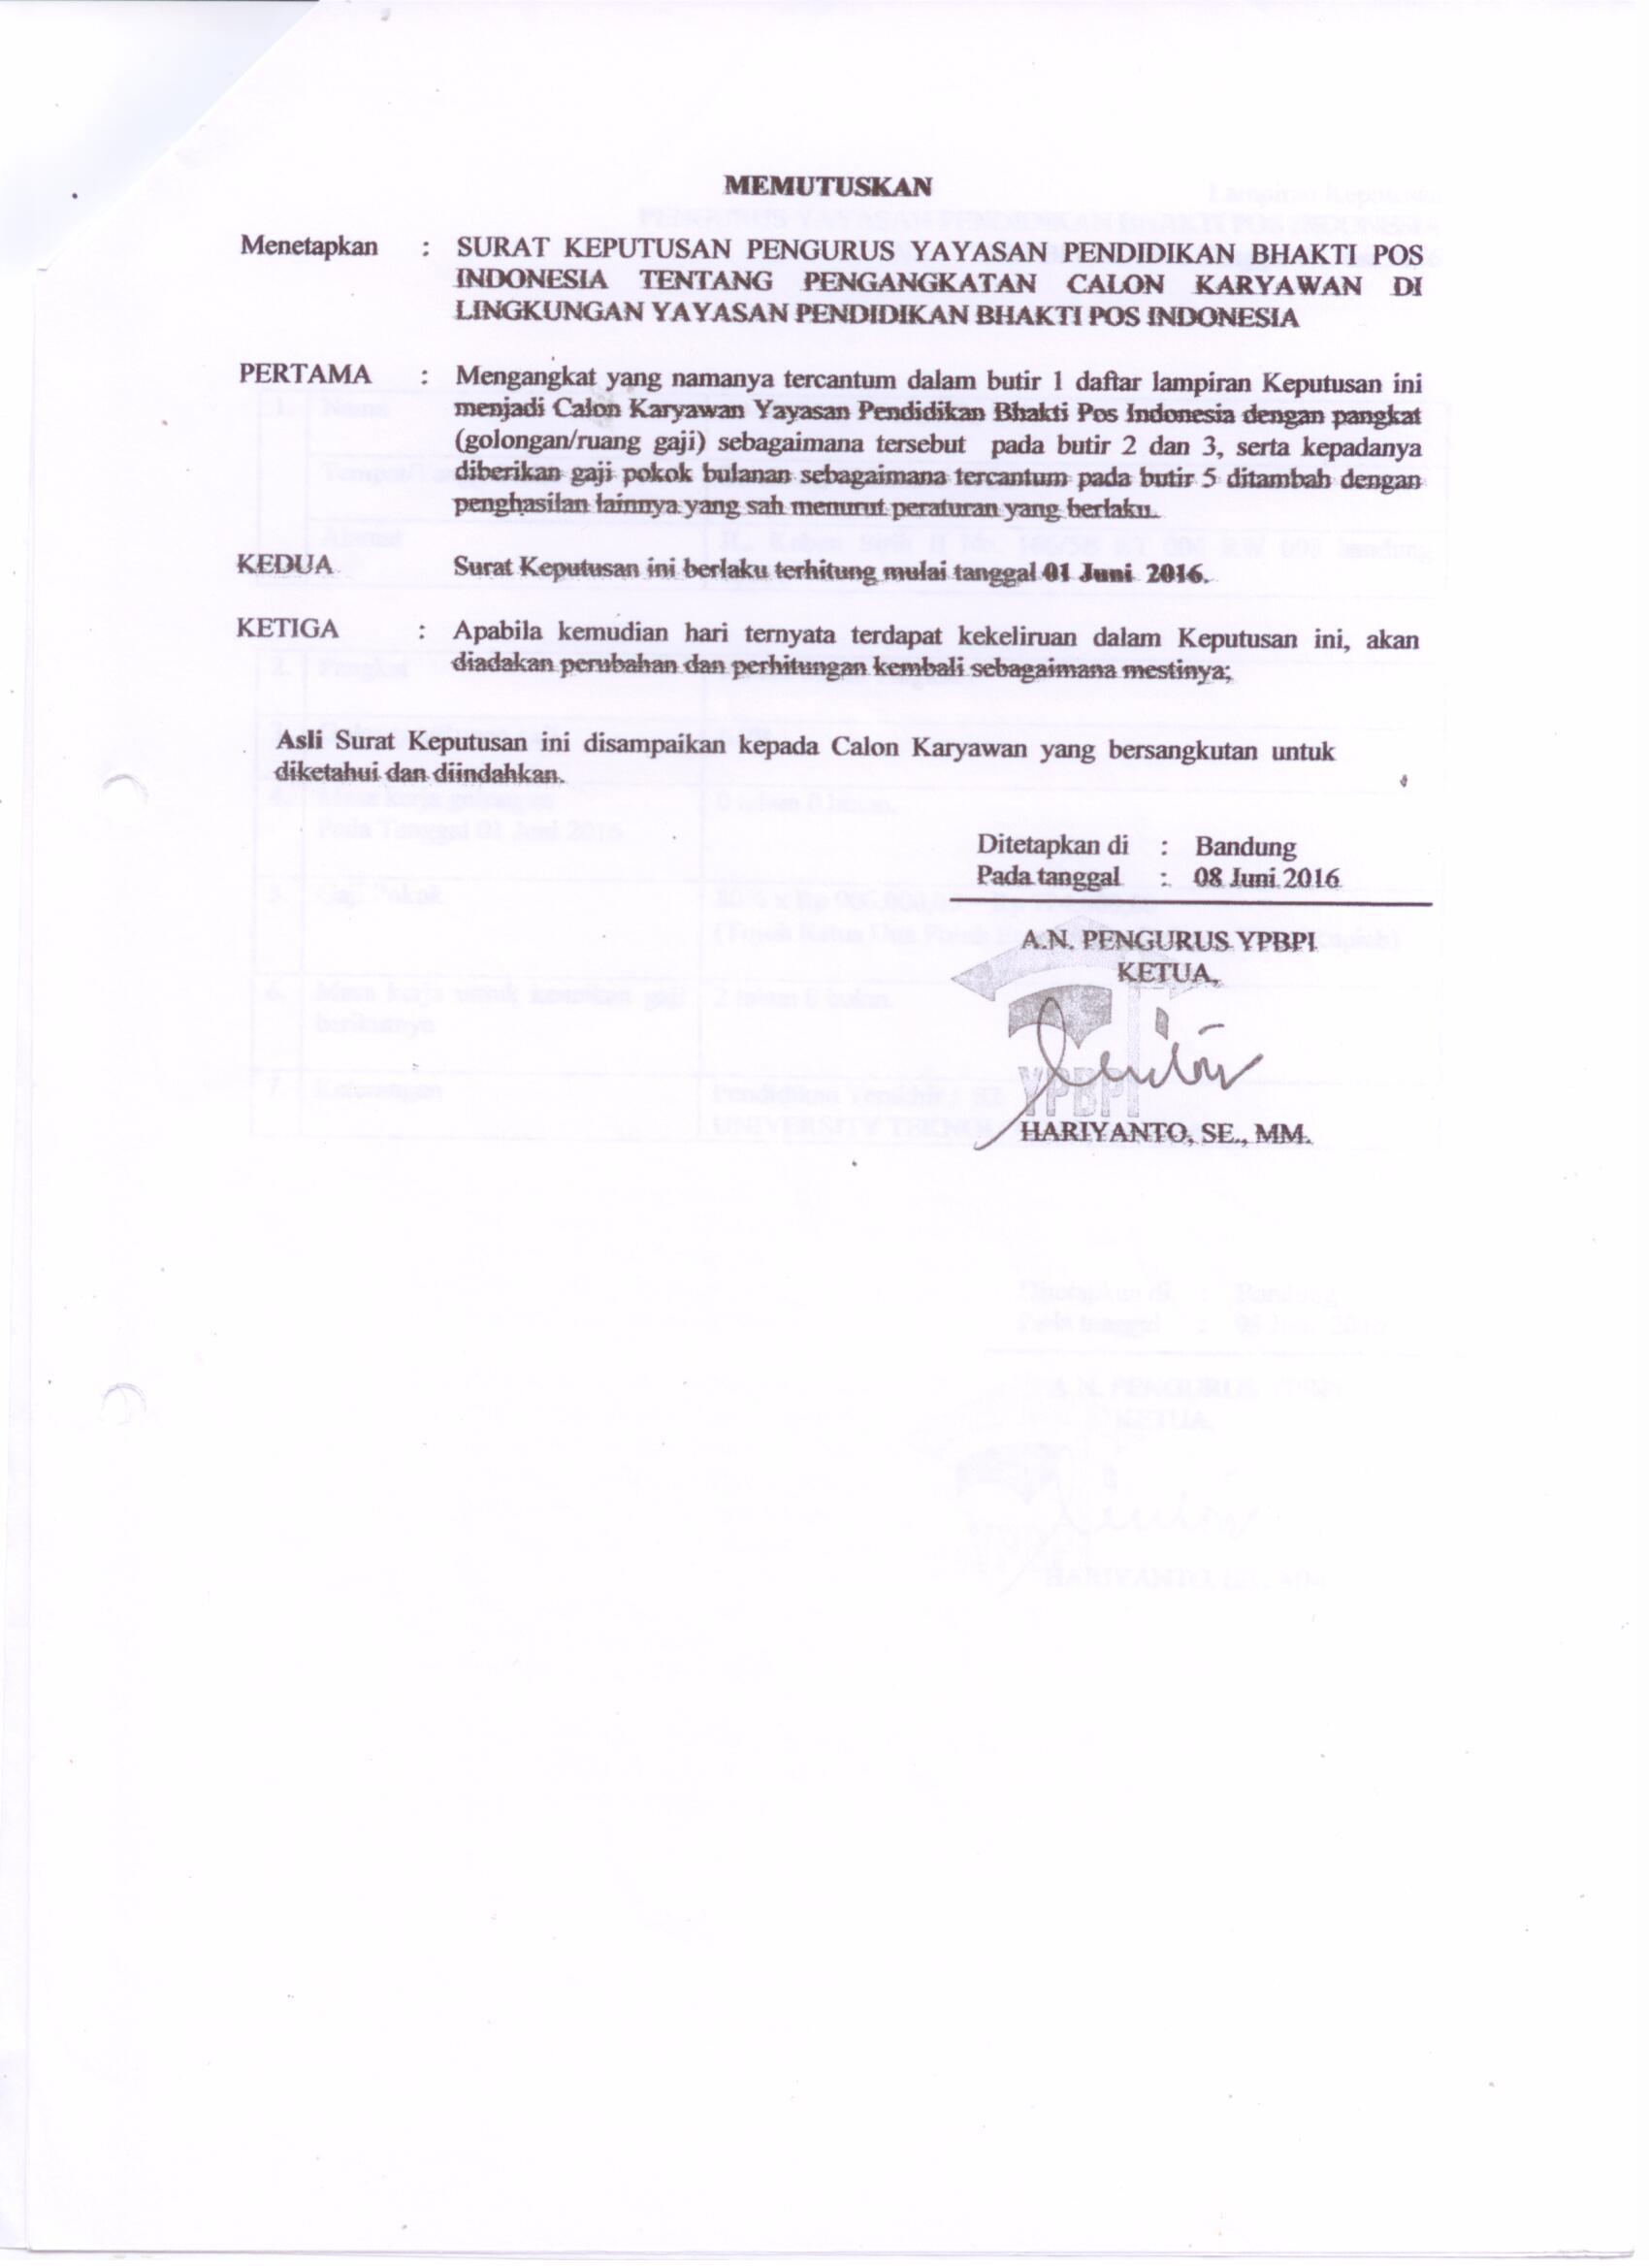 MEMUTUSKAN
Menetapkan : SURAT KEPUTUSAN PENGURUS YAYASAN PENDIDIKAN BHAKTI POS
INDONESIA TENTANG PENGANGKATAN CALON KARYAWAN DI
LINGKUNGAN YAYASAN PENDIDIKAN BHAKTI POS INDONESIA
PERTAMA : Mengangkat yang namanya tercantum dalam butir 1 daftar lampiran Keputusan ini
menjadi Calon Karyawan Yayasan Pendidikan Bhakti Pos Indonesia dengan pangkat
(golongan/ruang gaji) sebagaimana tersebut pada butir 2 dan 3, serta kepadanya
diberikan gaji pokok bulanan sebagaimana tercantum pada butir 5 ditambah dengan
penghasilan lainnya yang sah menurut peraturan yang berlaku.
KEDUA Surat Keputusan ini berlaku terhitung mulai tanggal 01 Juni 2016.
KETIGA : Apabila kemudian hari ternyata terdapat kekeliruan dalam Keputusan ini, akan
diadakan perubahan dan perhitungan kembali sebagaimana mestinya;
Asli Surat Keputusan ini disampaikan kepada Calon Karyawan yang bersangkutan untuk
diketahui dan diindahkan.
Ditetapkan di : Bandung
Pada tanggal : 08 Juni 2016
A.N. PENGURUS YPBPI
KETUA,
YPBPI
HARIYANTO, SE., MM.